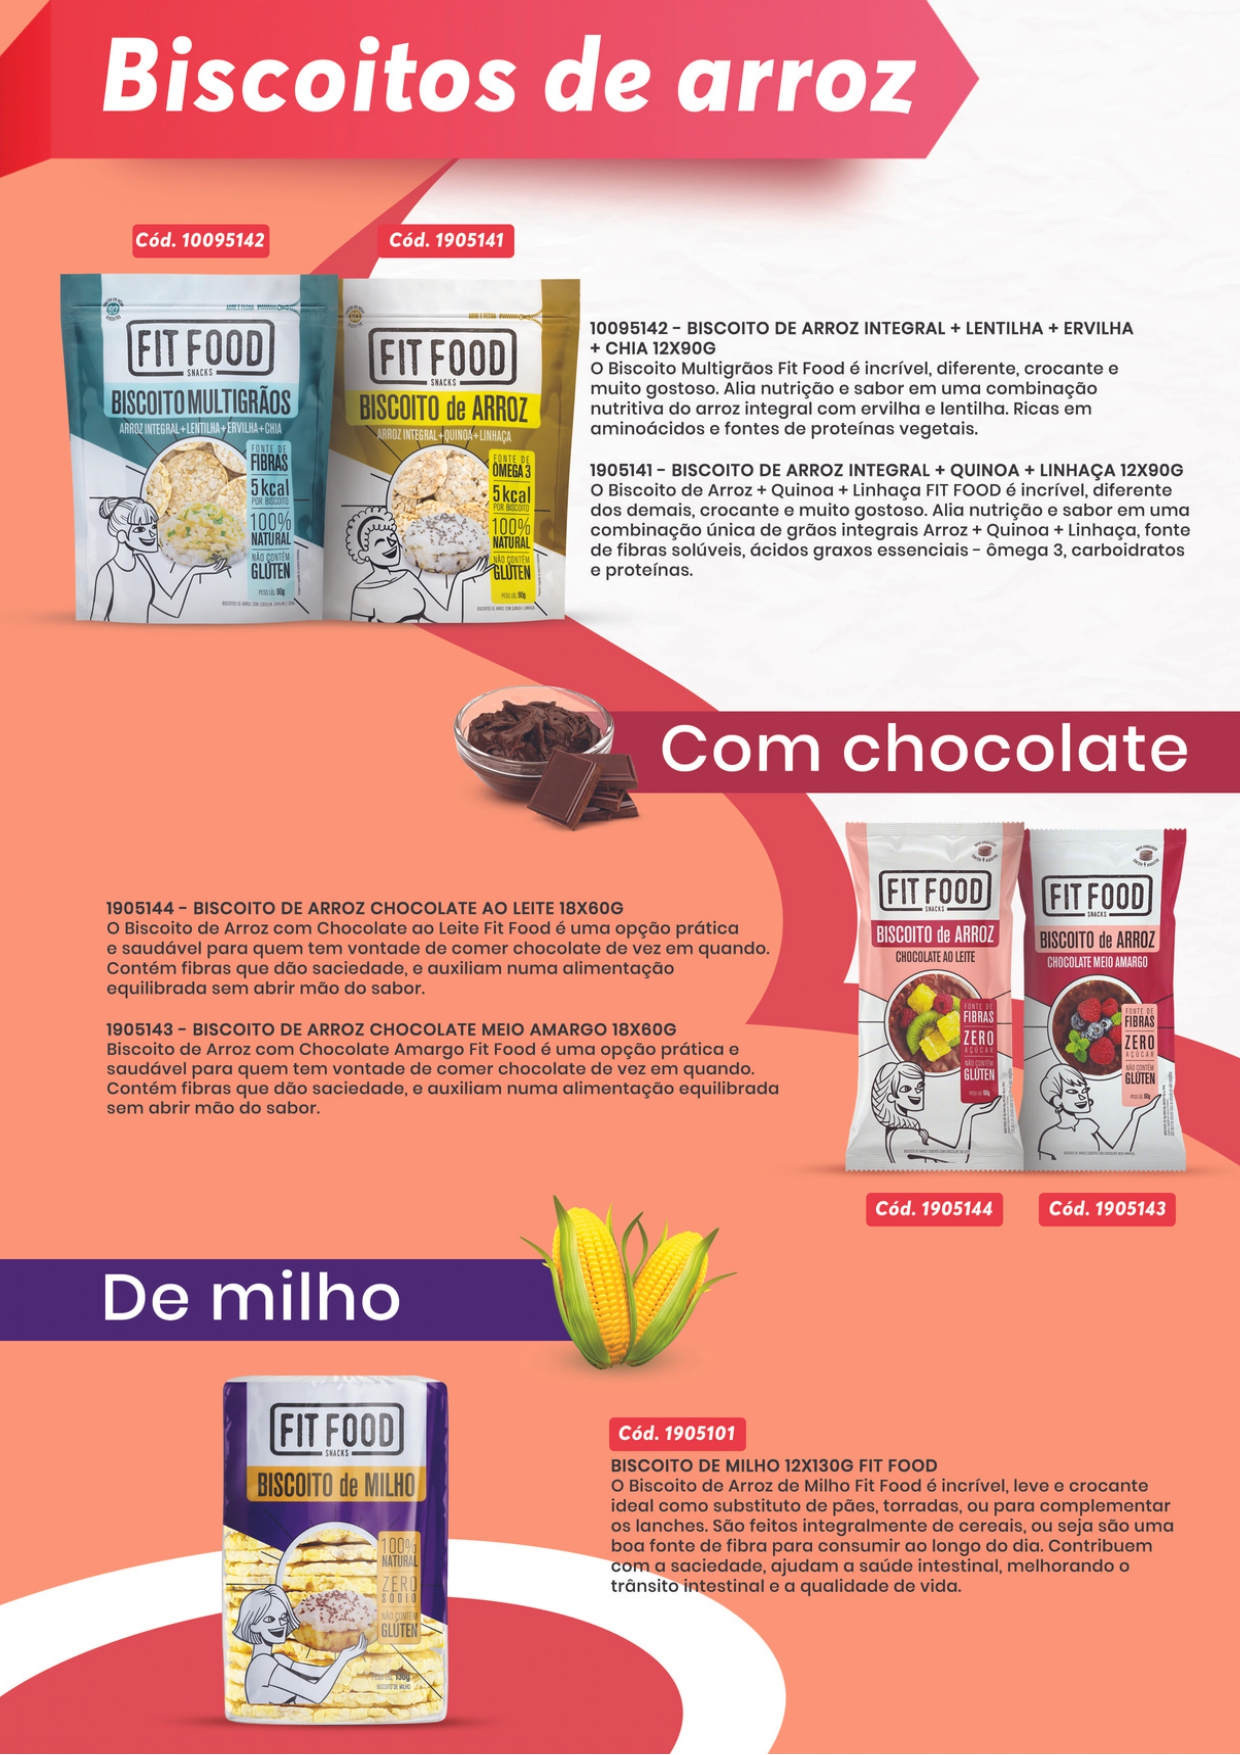 Biscoitos de arroz
Cód. 10095142
Cód. 1905141
FIT FOOD
SNACKS
BISCOITO MULTIGRÃOS
ARROZ INTEGRAL+LENTILHA+ERVILHA+CHIA
FONTE DE
FIBRAS
5kcal
POR BISCOITO
100%
NATURAL
NÃO CONTÉM
GLÚTEN
PESO LÍQ. 90g
ABRE E FECHA
FIT FOOD
SNACKS
BISCOITO de ARROZ
ARROZ INTEGRAL+QUINOA+LINHAÇA
FONTE DE
ÔMEGA 3
5kcal
POR BISCOITO
100%
NATURAL
NÃO CONTÉM
GLÚTEN
PESO LÍQ. 90g
10095142 - BISCOITO DE ARROZ INTEGRAL + LENTILHA + ERVILHA
+ CHIA 12X90G
O Biscoito Multigrãos Fit Food é incrível, diferente, crocante e
muito gostoso. Alia nutrição e sabor em uma combinação
nutritiva do arroz integral com ervilha e lentilha. Ricas em
aminoácidos e fontes de proteínas vegetais.
1905141 - BISCOITO DE ARROZ INTEGRAL + QUINOA + LINHAÇA 12X90G
O Biscoito de Arroz + Quinoa + Linhaça FIT FOOD é incrível, diferente
dos demais, crocante e muito gostoso. Alia nutrição e sabor em uma
combinação única de grãos integrais Arroz + Quinoa + Linhaça, fonte
de fibras solúveis, ácidos graxos essenciais - ômega 3, carboidratos
e proteínas.
Com chocolate
1905144 - BISCOITO DE ARROZ CHOCOLATE AO LEITE 18X60G
O Biscoito de Arroz com Chocolate ao Leite Fit Food é uma opção prática
e saudável para quem tem vontade de comer chocolate de vez em quando.
Contém fibras que dão saciedade, e auxiliam numa alimentação
equilibrada sem abrir mão do sabor.
1905143 - BISCOITO DE ARROZ CHOCOLATE MEIO AMARGO 18X60G
Biscoito de Arroz com Chocolate Amargo Fit Food é uma opção prática e
saudável para quem tem vontade de comer chocolate de vez em quando.
Contém fibras que dão saciedade, e auxiliam numa alimentação equilibrada
sem abrir mão do sabor.
FIT FOOD
SNACKS
BISCOITO de ARROZ
CHOCOLATE AO LEITE
FONTE DE
FIBRAS
ZERO
AÇÚCAR
NÃO CONTÉM
GLÚTEN
FIT FOOD
SNACKS
BISCOITO de ARROZ
CHOCOLATE MEIO AMARGO
FONTE DE
FIBRAS
ZERO
AÇÚCAR
NÃO CONTÉM
GLÚTEN
Cód. 1905144
Cód. 1905143
De milho
FIT FOOD
SNACKS
BISCOITO de MILHO
100%
NATURAL
ZERO
SÓDIO
NÃO CONTÉM
GLÚTEN
130g
BISCOITO DE MILHO
Cód. 1905101
BISCOITO DE MILHO 12X130G FIT FOOD
O Biscoito de Arroz de Milho Fit Food é incrível, leve e crocante
ideal como substituto de pães, torradas, ou para complementar
os lanches. São feitos integralmente de cereais, ou seja são uma
boa fonte de fibra para consumir ao longo do dia. Contribuem
com a saciedade, ajudam a saúde intestinal, melhorando o
trânsito intestinal e a qualidade de vida.